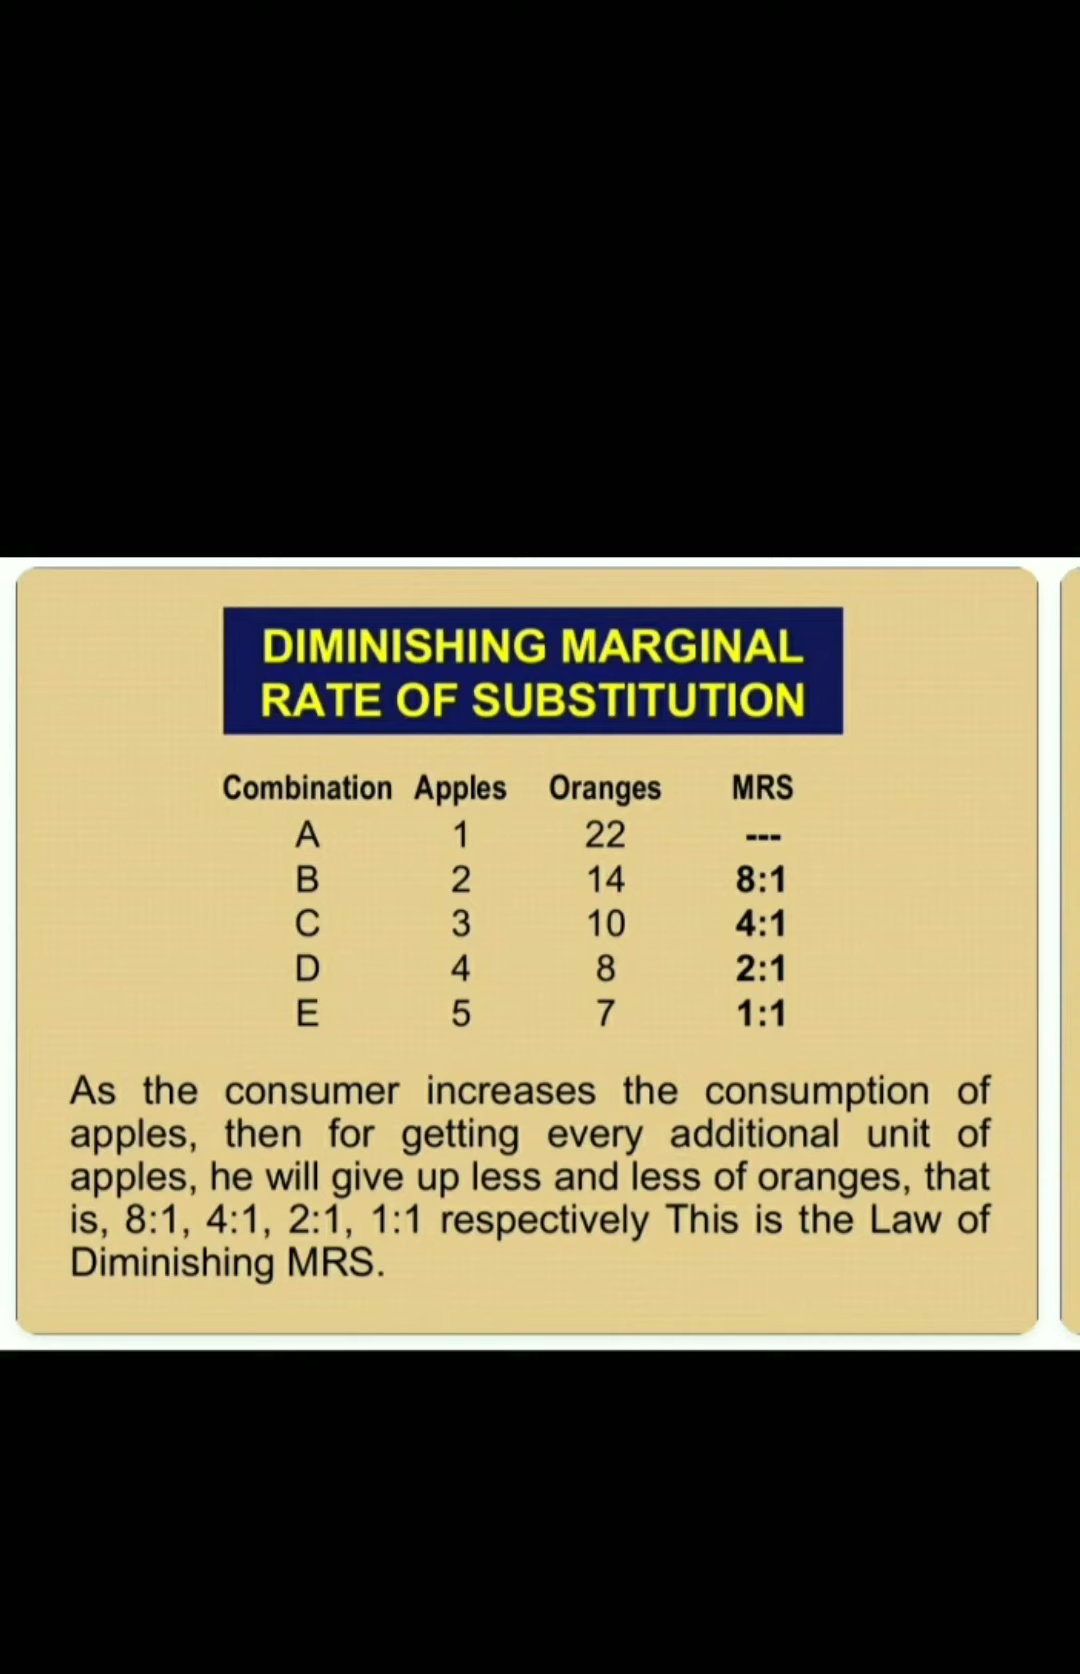 DIMINISHING MARGINAL
RATE OF SUBSTITUTION
Combination Apples Oranges MRS
A 1 22 ---
B 2 14 8:1
C 3 10 4:1
D 4 8 2:1
E 5 7 1:1
As the consumer increases the consumption of
apples, then for getting every additional unit of
apples, he will give up less and less of oranges, that
is, 8:1, 4:1, 2:1, 1:1 respectively This is the Law of
Diminishing MRS.